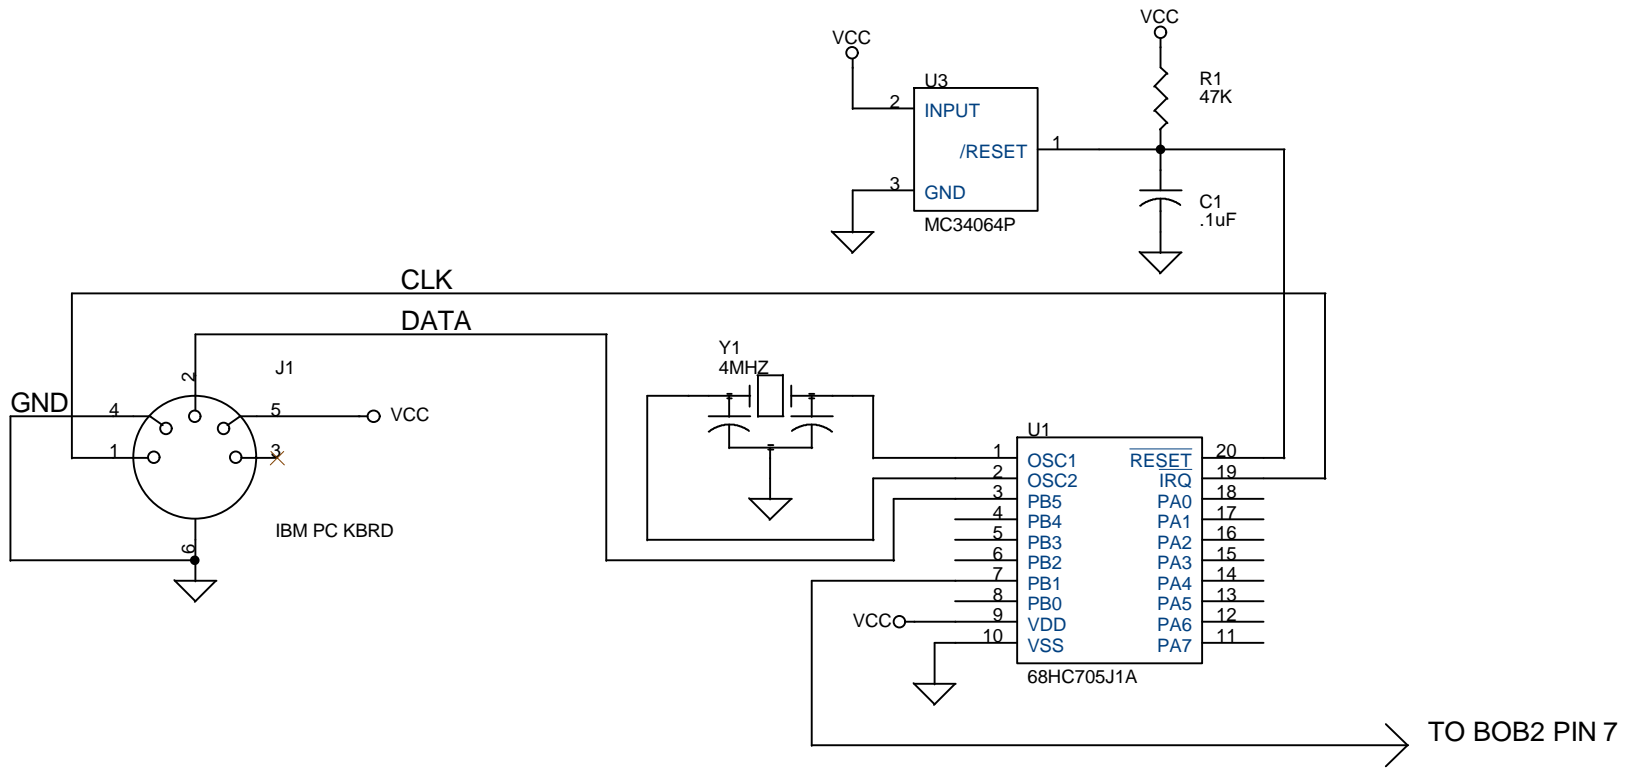 VCC
VCC
U3
R1
47K
2
INPUT
/RESET
1
3
GND
C1
.1uF
MC34064P
CLK
DATA
Y1
4MHZ
2
J1
GND
4
5
VCC
1
3
6
IBM PC KBRD
U1
1
OSC1
RESET
20
2
OSC2
IRQ
19
3
PB5
PA0
18
4
PB4
PA1
17
5
PB3
PA2
16
6
PB2
PA3
15
7
PB1
PA4
14
8
PB0
PA5
13
VCC
9
VDD
PA6
12
10
VSS
PA7
11
68HC705J1A
TO BOB2 PIN 7